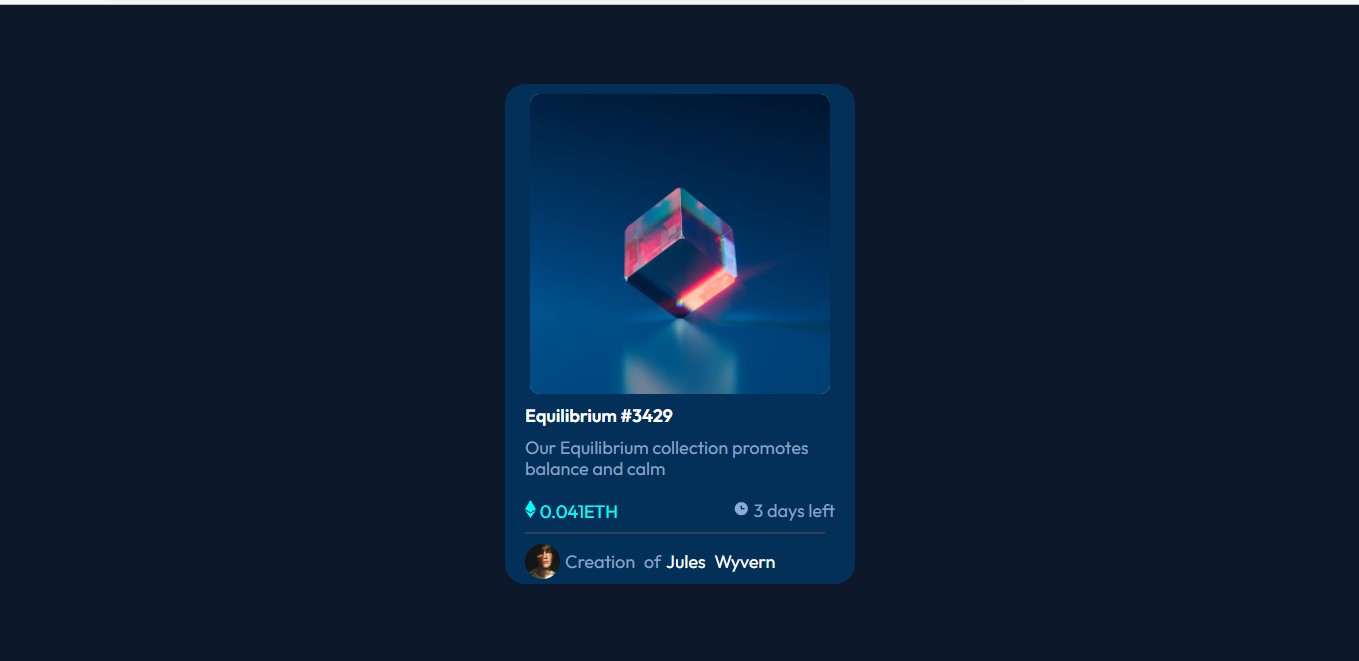 Equilibrium #3429
Our Equilibrium collection promotes
balance and calm
0.041ETH
3 days left
Creation of Jules Wyvern